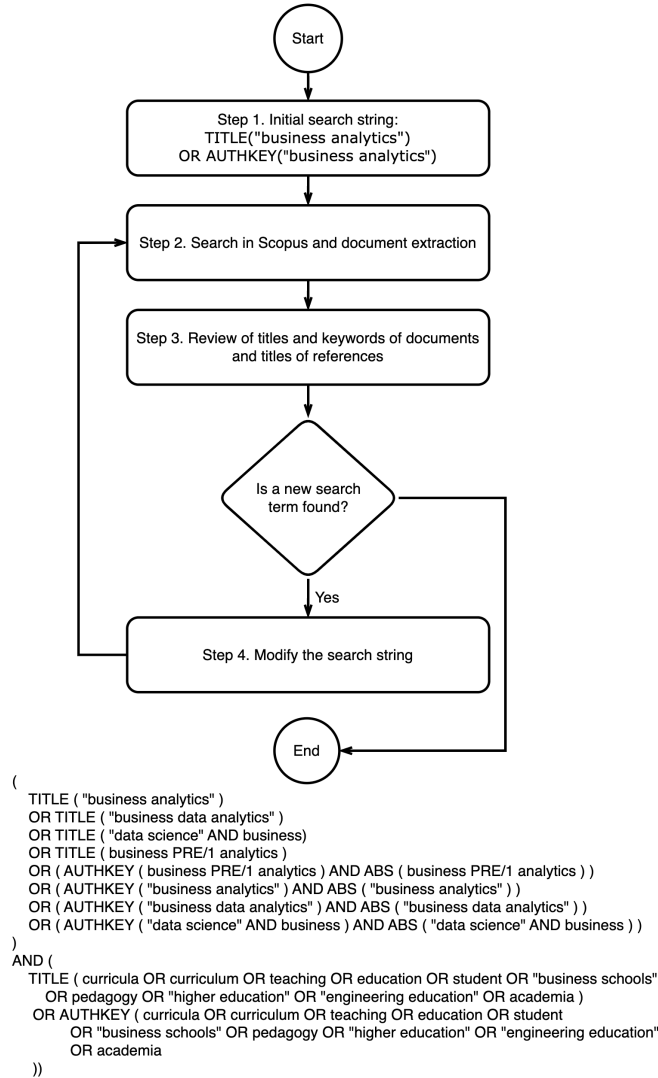 Start
Step 1. Initial search string:
TITLE("business analytics")
OR AUTHKEY("business analytics")
Step 2. Search in Scopus and document extraction
Step 3. Review of titles and keywords of documents
and titles of references
Is a new search
term found?
Yes
Step 4. Modify the search string
End
(
TITLE ( "business analytics" )
OR TITLE ( "business data analytics" )
OR TITLE ( "data science" AND business)
OR TITLE ( business PRE/1 analytics )
OR ( AUTHKEY ( business PRE/1 analytics ) AND ABS ( business PRE/1 analytics ) )
OR ( AUTHKEY ( "business analytics" ) AND ABS ( "business analytics" ) )
OR ( AUTHKEY ( "business data analytics" ) AND ABS ( "business data analytics" ) )
OR ( AUTHKEY ( "data science" AND business ) AND ABS ( "data science" AND business ) )
)
AND (
TITLE ( curricula OR curriculum OR teaching OR education OR student OR "business schools"
OR pedagogy OR "higher education" OR "engineering education" OR academia )
OR AUTHKEY ( curricula OR curriculum OR teaching OR education OR student
OR "business schools" OR pedagogy OR "higher education" OR "engineering education"
OR academia
))